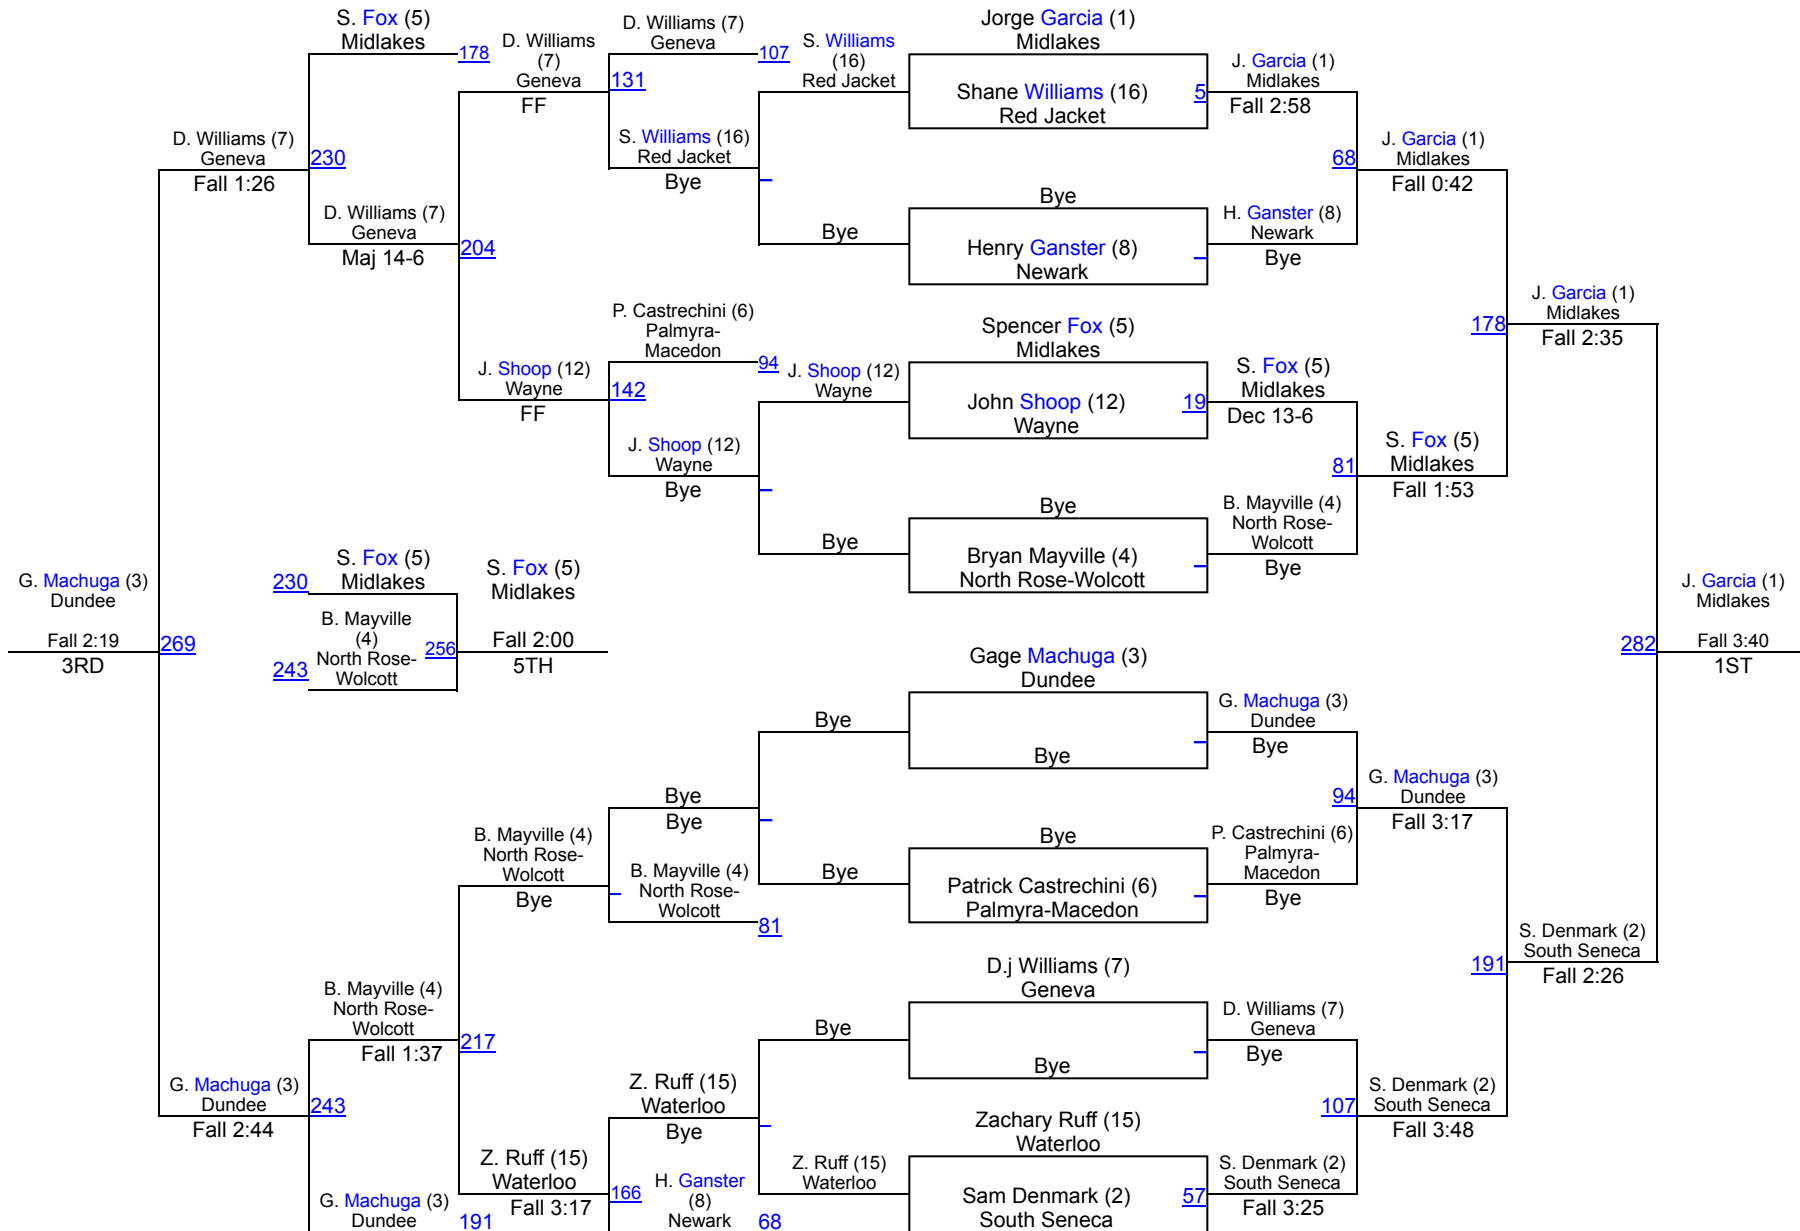 S. Fox (5)
Midlakes
178
D. Williams
(7)
Geneva
131
FF
D. Williams (7)
Geneva
107
S. Williams
(16)
Red Jacket
Jorge Garcia (1)
Midlakes
Shane Williams (16)
Red Jacket
5
J. Garcia (1)
Midlakes
Fall 2:58
D. Williams (7)
Geneva
230
Fall 1:26
S. Williams (16)
Red Jacket
Bye
68
J. Garcia (1)
Midlakes
Fall 0:42
D. Williams (7)
Geneva
204
Maj 14-6
Bye
Bye
Henry Ganster (8)
Newark
H. Ganster (8)
Newark
Bye
P. Castrechini (6)
Palmyra-
Macedon
94
J. Shoop (12)
Wayne
142
FF
J. Shoop (12)
Wayne
Spencer Fox (5)
Midlakes
John Shoop (12)
Wayne
19
S. Fox (5)
Midlakes
Dec 13-6
178
J. Garcia (1)
Midlakes
Fall 2:35
J. Shoop (12)
Wayne
Bye
81
S. Fox (5)
Midlakes
Fall 1:53
Bye
Bye
Bryan Mayville (4)
North Rose-Wolcott
B. Mayville (4)
North Rose-
Wolcott
Bye
G. Machuga (3)
Dundee
Fall 2:19
269
3RD
230
S. Fox (5)
Midlakes
B. Mayville
(4)
North Rose-
Wolcott
243
256
S. Fox (5)
Midlakes
Fall 2:00
5TH
282
J. Garcia (1)
Midlakes
Fall 3:40
1ST
Gage Machuga (3)
Dundee
Bye
Bye
G. Machuga (3)
Dundee
Bye
Bye
Bye
94
G. Machuga (3)
Dundee
Fall 3:17
B. Mayville (4)
North Rose-
Wolcott
Bye
B. Mayville (4)
North Rose-
Wolcott
81
Bye
Bye
Patrick Castrechini (6)
Palmyra-Macedon
P. Castrechini (6)
Palmyra-
Macedon
Bye
191
S. Denmark (2)
South Seneca
Fall 2:26
B. Mayville (4)
North Rose-
Wolcott
217
Fall 1:37
Bye
D.j Williams (7)
Geneva
Bye
D. Williams (7)
Geneva
Bye
G. Machuga (3)
Dundee
243
Fall 2:44
Z. Ruff (15)
Waterloo
Bye
107
S. Denmark (2)
South Seneca
Fall 3:48
Z. Ruff (15)
Waterloo
166
Fall 3:17
Z. Ruff (15)
Waterloo
Zachary Ruff (15)
Waterloo
Sam Denmark (2)
South Seneca
57
S. Denmark (2)
South Seneca
Fall 3:25
G. Machuga (3)
Dundee
191
H. Ganster
(8)
Newark
68